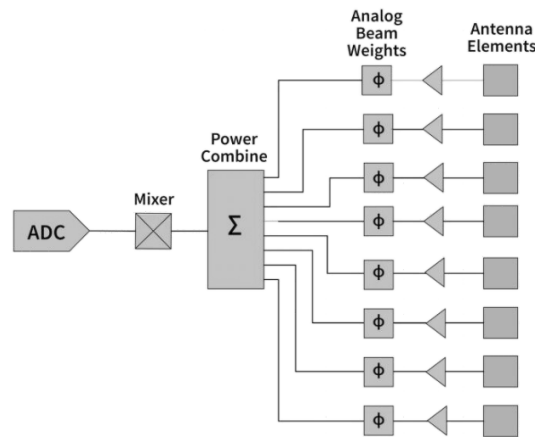 Analog
Beam
Weights
Antenna
Elements
Power
Combine
Mixer
ADC
Σ
ϕ
ϕ
ϕ
ϕ
ϕ
ϕ
ϕ
ϕ